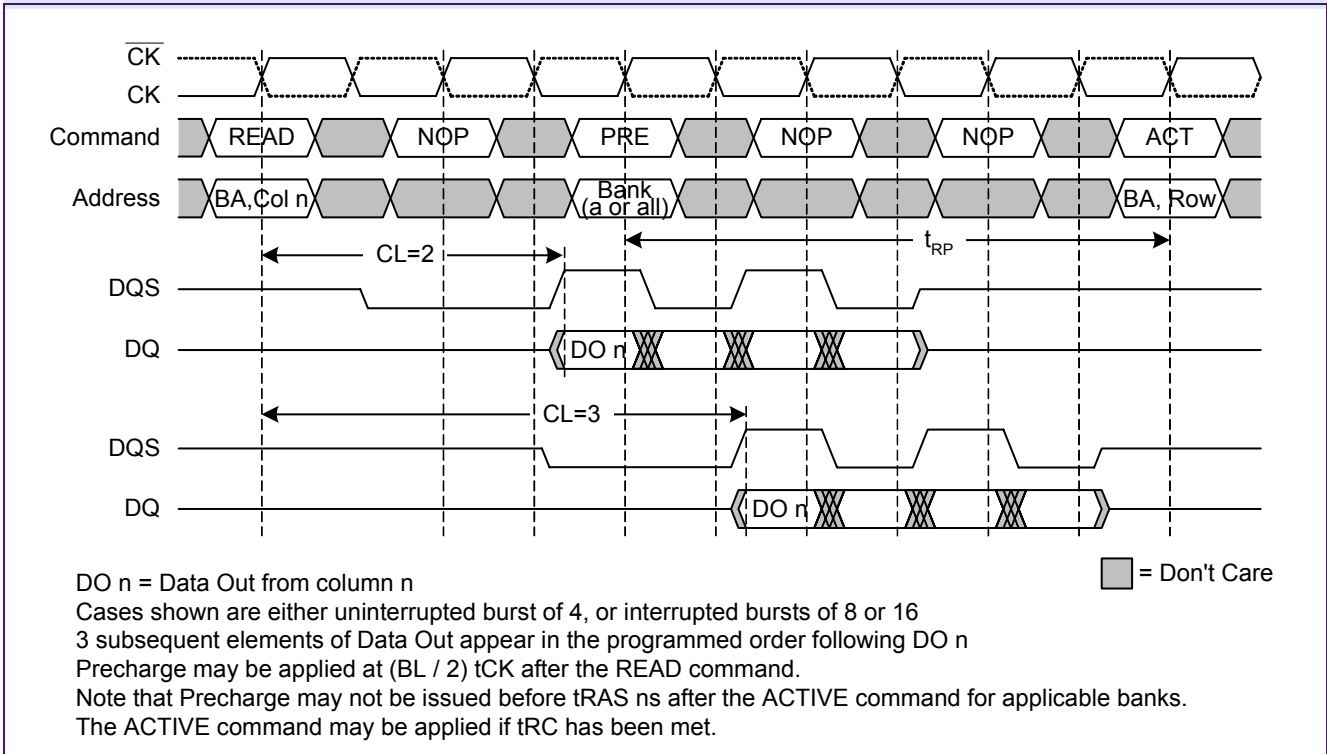 CK
CK
Command READ NOP PRE NOP NOP ACT
Address BA,Col n Bank (a or all) BA, Row
CL=2 tRP
DQS
DQ DO n
CL=3
DQS
DQ DO n
DO n = Data Out from column n
= Don't Care
Cases shown are either uninterrupted burst of 4, or interrupted bursts of 8 or 16
3 subsequent elements of Data Out appear in the programmed order following DO n
Precharge may be applied at (BL / 2) tCK after the READ command.
Note that Precharge may not be issued before tRAS ns after the ACTIVE command for applicable banks.
The ACTIVE command may be applied if tRC has been met.